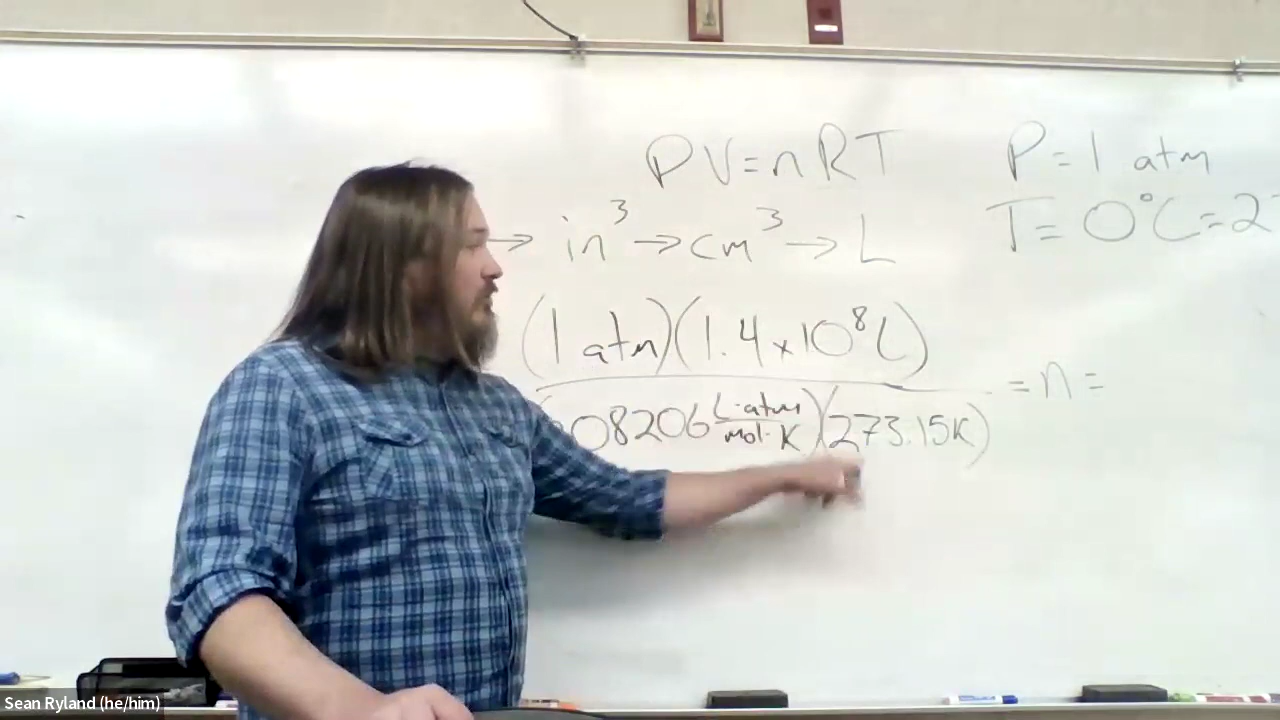 PV=nRT
P=1 atm
→ in³ → cm³ → L
T=0°C=2
(1 atm)(1.4×10⁸L)
08206 L·atm/mol·K)(273.15K)
=n=
Sean Ryland (he/him)